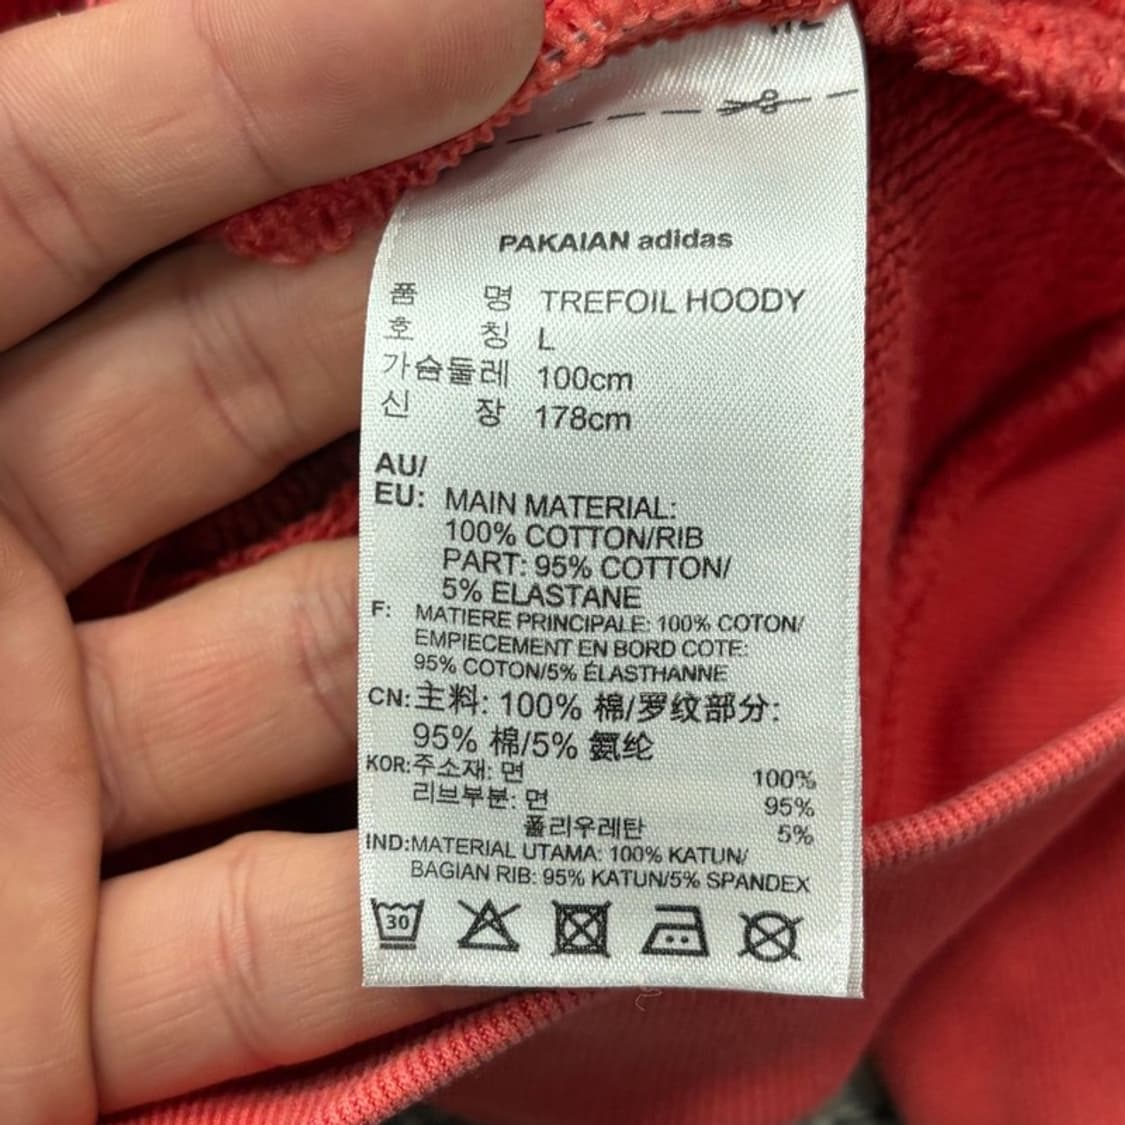 PAKAIAN adidas
품 명 TREFOIL HOODY
호 칭 L
가슴둘레 100cm
신 장 178cm
AU/
EU: MAIN MATERIAL:
100% COTTON/RIB
PART: 95% COTTON/
5% ELASTANE
F: MATIERE PRINCIPALE: 100% COTON/
EMPIECEMENT EN BORD COTE:
95% COTON/5% ÉLASTHANNE
CN: 主料: 100% 棉/罗纹部分:
95% 棉/5% 氨纶
KOR: 주소재: 면 100%
리브부분: 면 95%
폴리우레탄 5%
IND: MATERIAL UTAMA: 100% KATUN/
BAGIAN RIB: 95% KATUN/5% SPANDEX
30